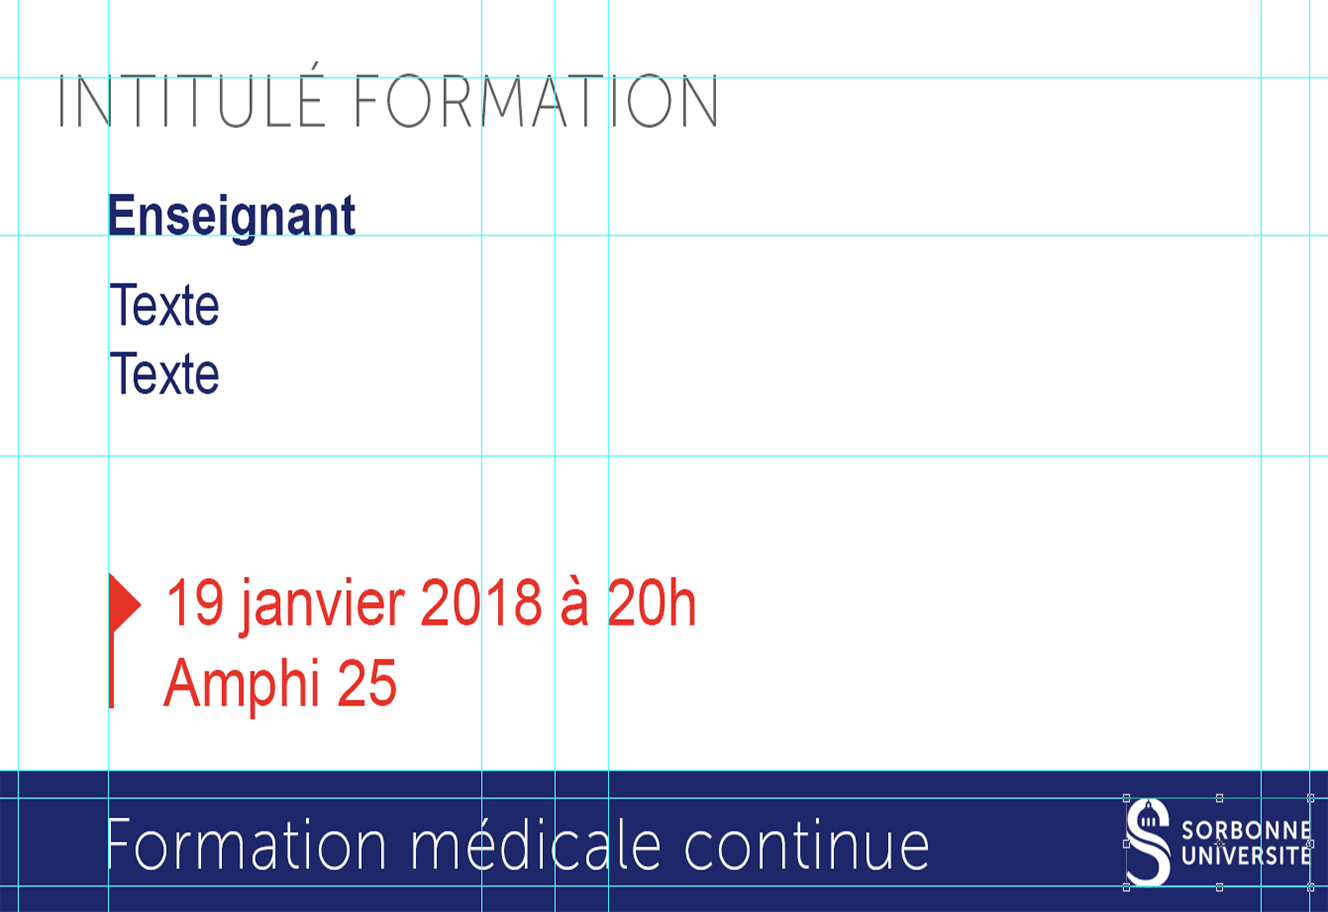 INTITULÉ FORMATION
Enseignant
Texte
Texte
19 janvier 2018 à 20h
Amphi 25
Formation médicale continue
SORBONNE
UNIVERSITÉ